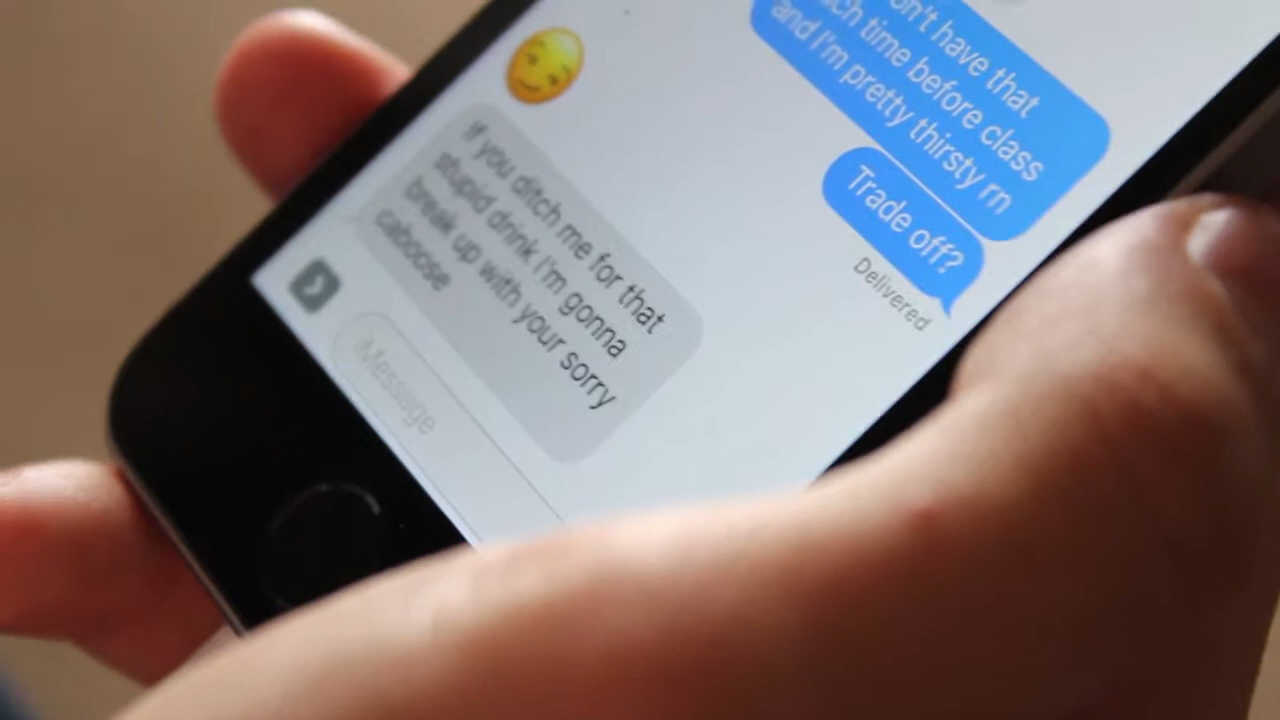 on't have that
ch time before class
and I'm pretty thirsty rn
Trade off?
Delivered
If you ditch me for that
stupid drink I'm gonna
break up with your sorry
caboose
iMessage